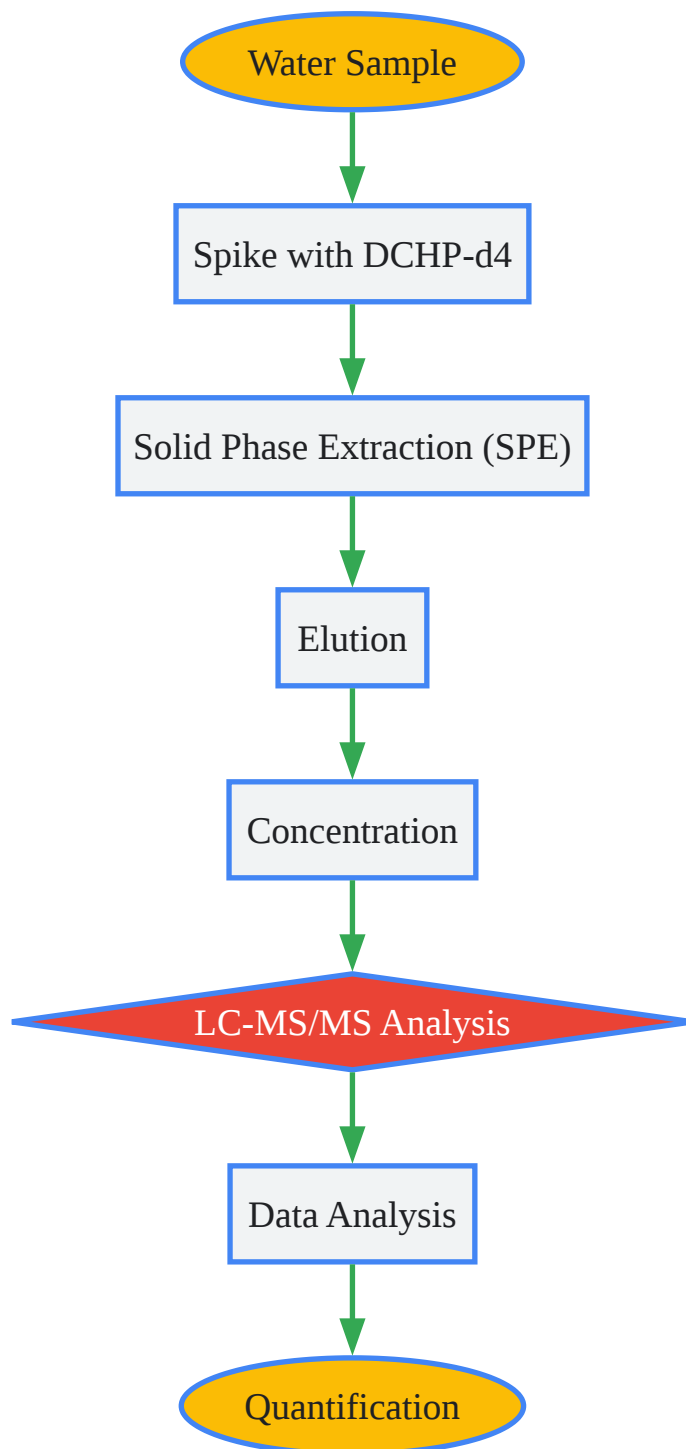 Water Sample
Spike with DCHP-d4
Solid Phase Extraction (SPE)
Elution
Concentration
LC-MS/MS Analysis
Data Analysis
Quantification